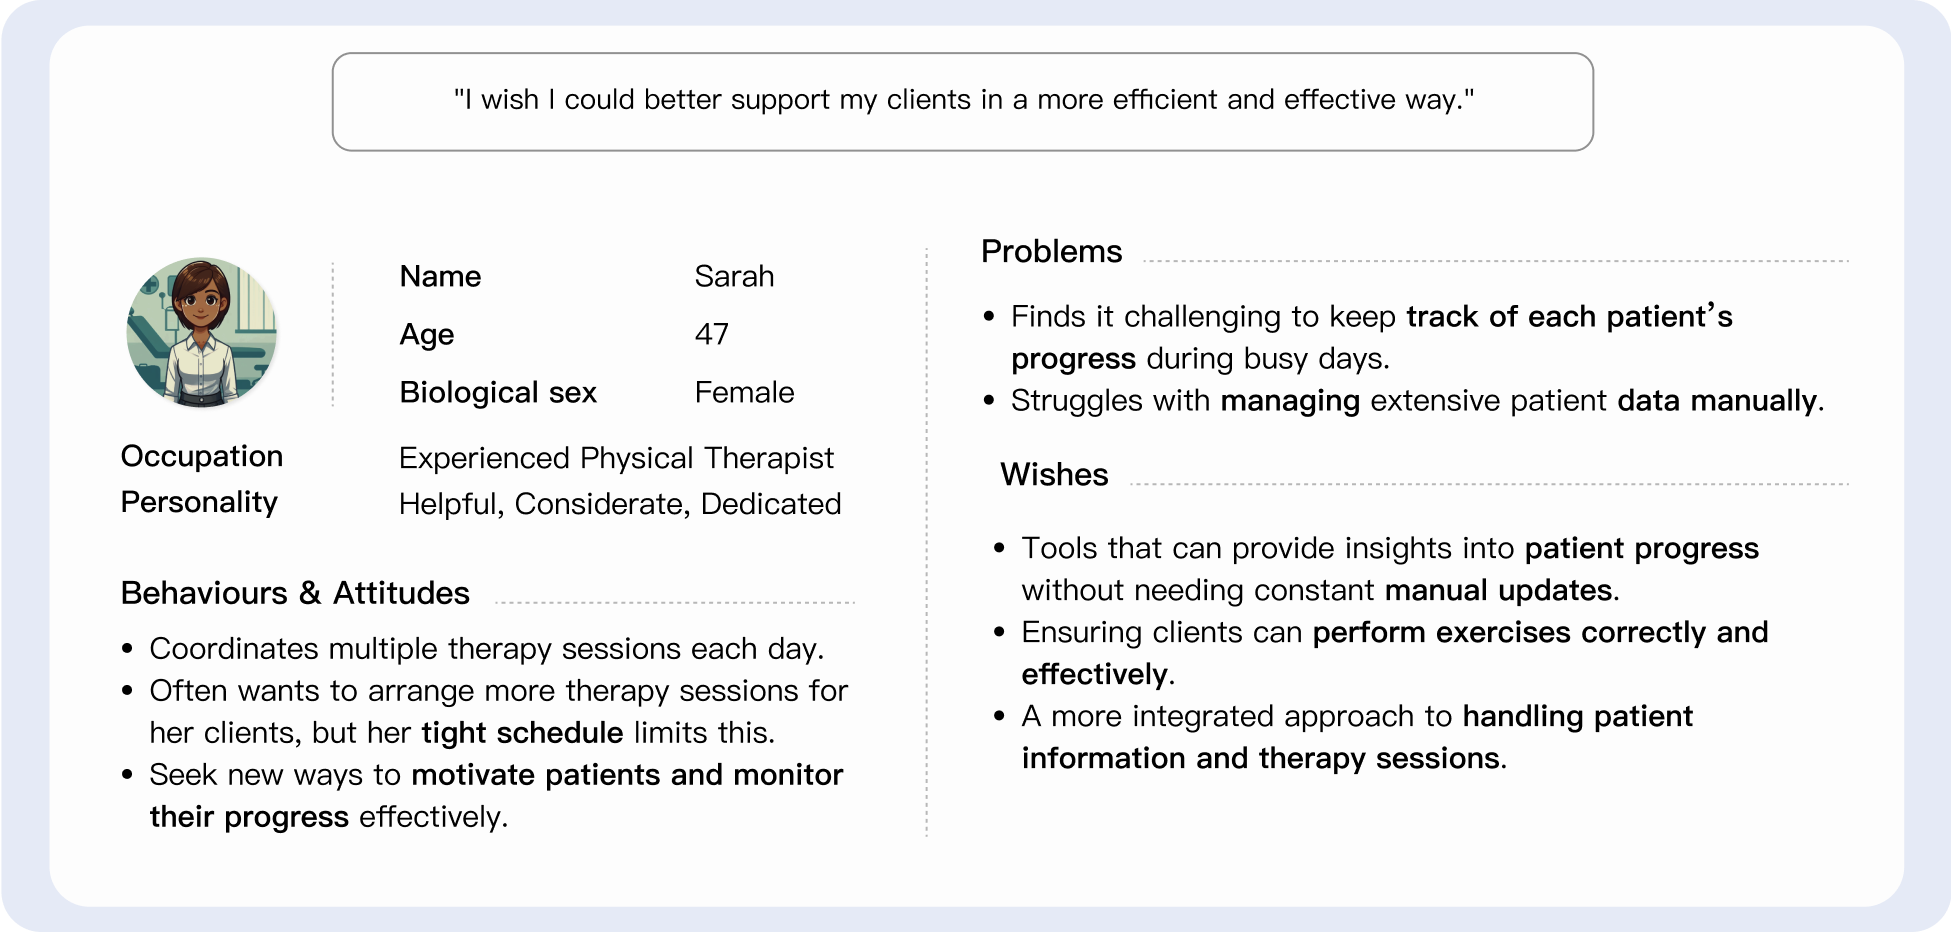 "I wish I could better support my clients in a more efficient and effective way."
Name Sarah
Age 47
Biological sex Female
Occupation Experienced Physical Therapist
Personality Helpful, Considerate, Dedicated
Behaviours & Attitudes
• Coordinates multiple therapy sessions each day.
• Often wants to arrange more therapy sessions for
her clients, but her tight schedule limits this.
• Seek new ways to motivate patients and monitor
their progress effectively.
Problems
• Finds it challenging to keep track of each patient’s
progress during busy days.
• Struggles with managing extensive patient data manually.
Wishes
• Tools that can provide insights into patient progress
without needing constant manual updates.
• Ensuring clients can perform exercises correctly and
effectively.
• A more integrated approach to handling patient
information and therapy sessions.